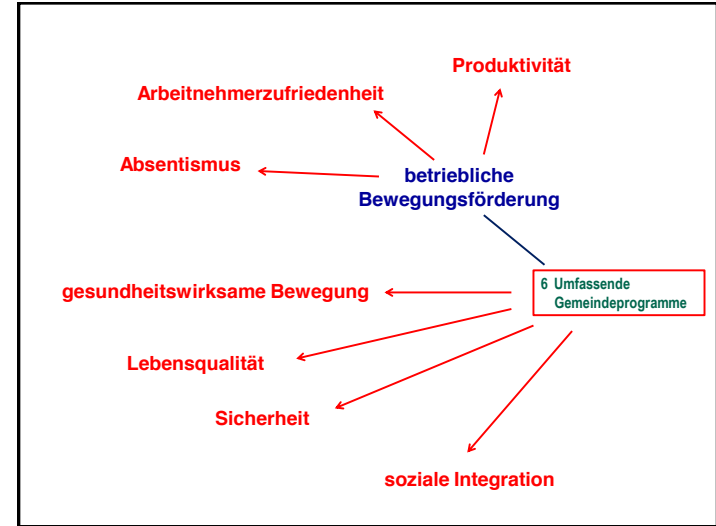 Produktivität
Arbeitnehmerzufriedenheit
Absentismus
betriebliche
Bewegungsförderung
6 Umfassende
Gemeindeprogramme
gesundheitswirksame Bewegung
Lebensqualität
Sicherheit
soziale Integration